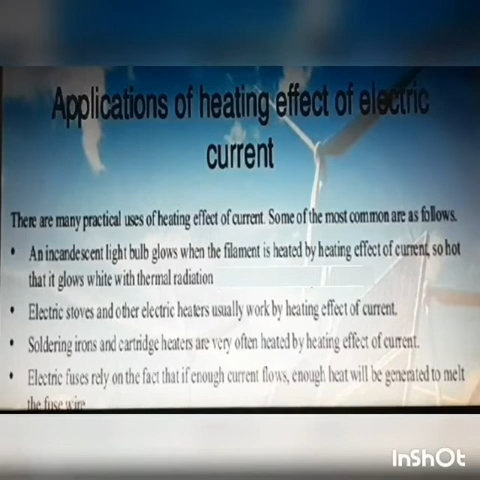 Applications of heating effect of electric
current
There are many practical uses of heating effect of current. Some of the most common are as follows.
• An incandescent light bulb glows when the filament is heated by heating effect of current, so hot
that it glows white with thermal radiation
• Electric stoves and other electric heaters usually work by heating effect of current.
• Soldering irons and cartridge heaters are very often heated by heating effect of current.
• Electric fuses rely on the fact that if enough current flows, enough heat will be generated to melt
the fuse wire
InShOt